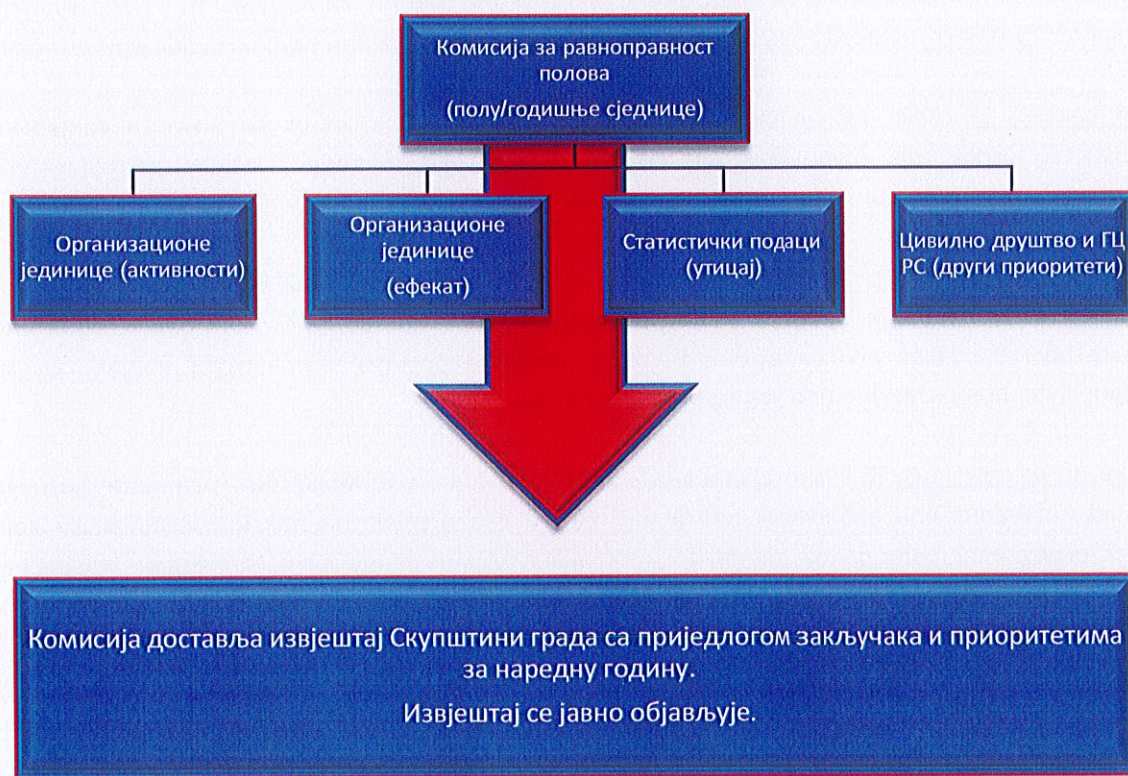 Комисија за равноправност
полова
(полу/годишње сједнице)
Организационе
јединице (активности)
Организационе
јединице
(ефекат)
Статистички подаци
(утицај)
Цивилно друштво и ГЦ
РС (други приоритети)
Комисија доставља извјештај Скупштини града са приједлогом закључака и приоритетима
за наредну годину.
Извјештај се јавно објављује.